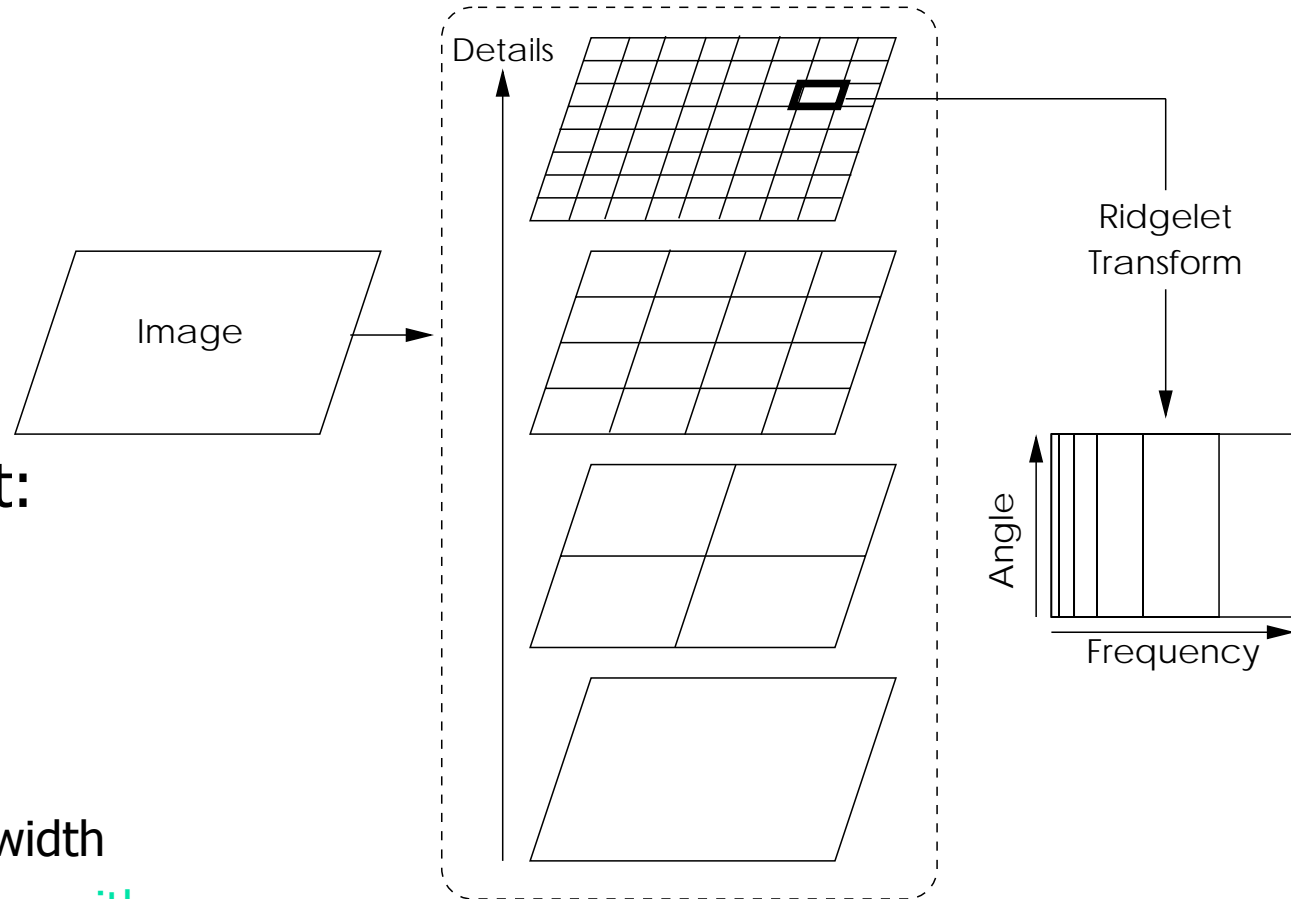 Details
Image
Ridgelet
Transform
Angle
Frequency
t:
width